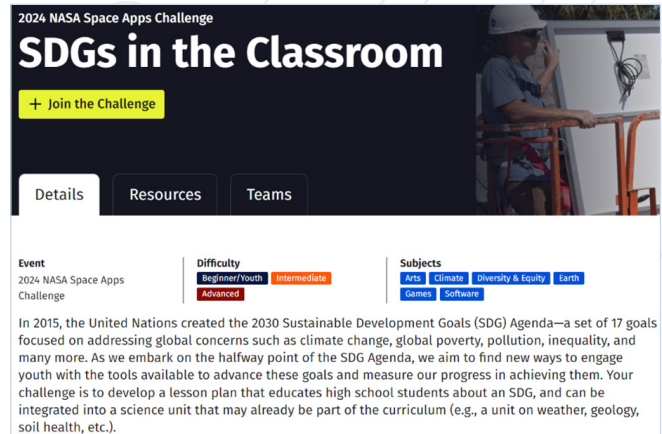 2024 NASA Space Apps Challenge
SDGs in the Classroom
+ Join the Challenge
Details
Resources
Teams
Event
2024 NASA Space Apps
Challenge
Difficulty
Beginner/Youth
Intermediate
Advanced
Subjects
Arts
Climate
Diversity & Equity
Earth
Games
Software
In 2015, the United Nations created the 2030 Sustainable Development Goals (SDG) Agenda—a set of 17 goals
focused on addressing global concerns such as climate change, global poverty, pollution, inequality, and
many more. As we embark on the halfway point of the SDG Agenda, we aim to find new ways to engage
youth with the tools available to advance these goals and measure our progress in achieving them. Your
challenge is to develop a lesson plan that educates high school students about an SDG, and can be
integrated into a science unit that may already be part of the curriculum (e.g., a unit on weather, geology,
soil health, etc.).